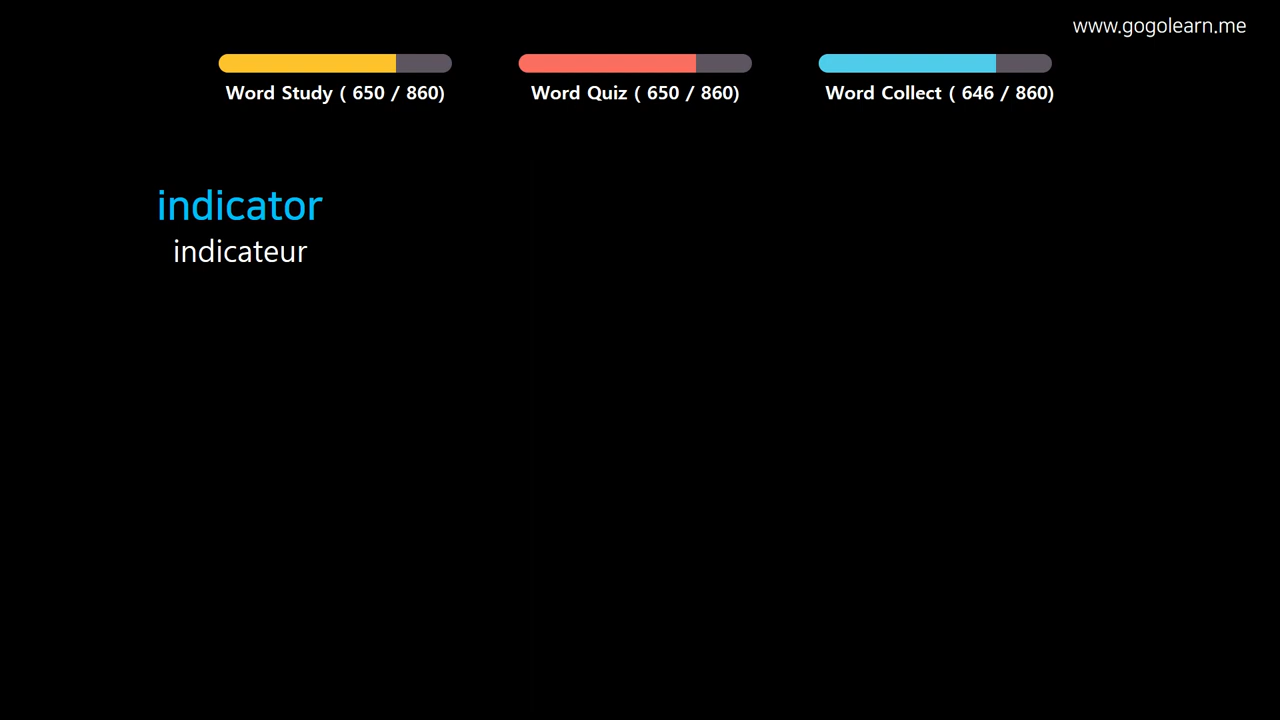 www.gogolearn.me
Word Study ( 650 / 860)
Word Quiz ( 650 / 860)
Word Collect ( 646 / 860)
indicator
indicateur